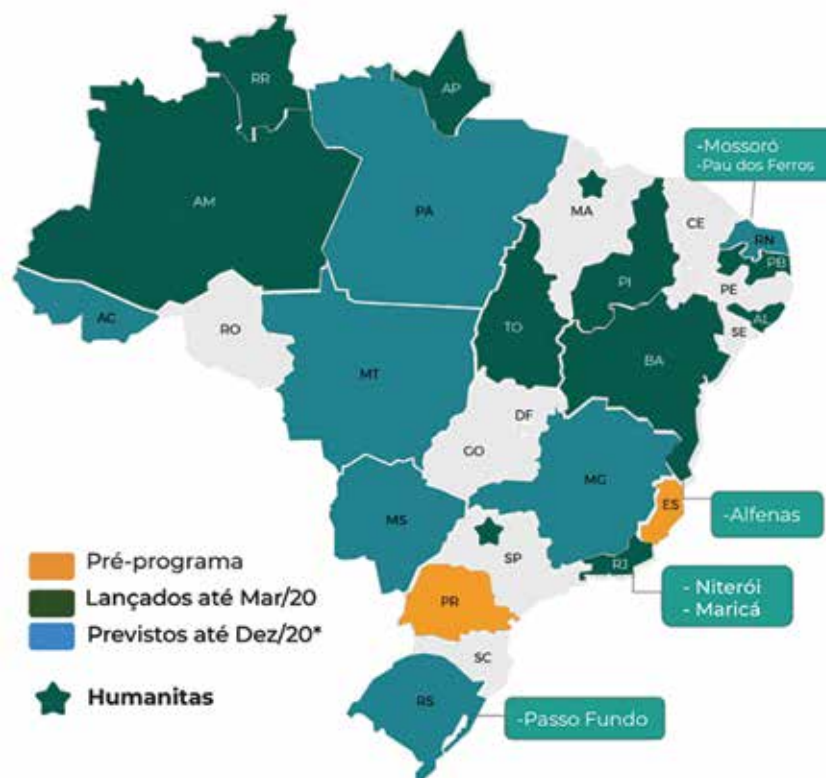 RR
AP
-Mossoró
-Pau dos Ferros
AM
PA
MA
CE
RN
PB
PI
PE
AL
AC
RO
TO
SE
BA
MT
DF
GO
MG
MS
ES
-Alfenas
SP
RJ
- Niterói
- Maricá
PR
SC
RS
-Passo Fundo
Pré-programa
Lançados até Mar/20
Previstos até Dez/20*
Humanitas